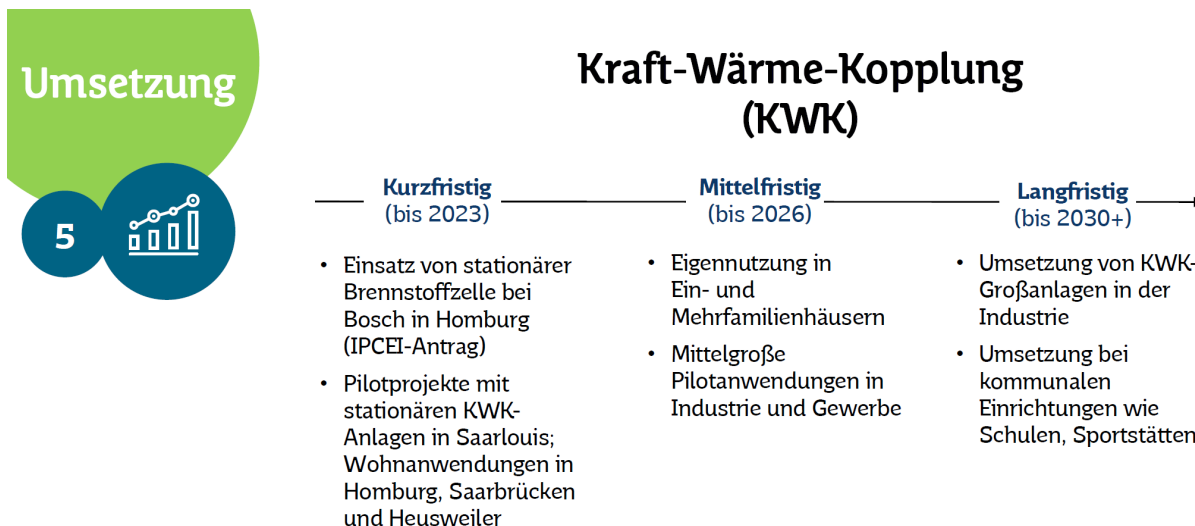 Umsetzung
5
Kraft-Wärme-Kopplung
(KWK)
Kurzfristig
(bis 2023)
• Einsatz von stationärer
Brennstoffzelle bei
Bosch in Homburg
(IPCEI-Antrag)
• Pilotprojekte mit
stationären KWK-
Anlagen in Saarlouis;
Wohnanwendungen in
Homburg, Saarbrücken
und Heusweiler
Mittelfristig
(bis 2026)
• Eigennutzung in
Ein- und
Mehrfamilienhäusern
• Mittelgroße
Pilotanwendungen in
Industrie und Gewerbe
Langfristig
(bis 2030+)
• Umsetzung von KWK-
Großanlagen in der
Industrie
• Umsetzung bei
kommunalen
Einrichtungen wie
Schulen, Sportstätten